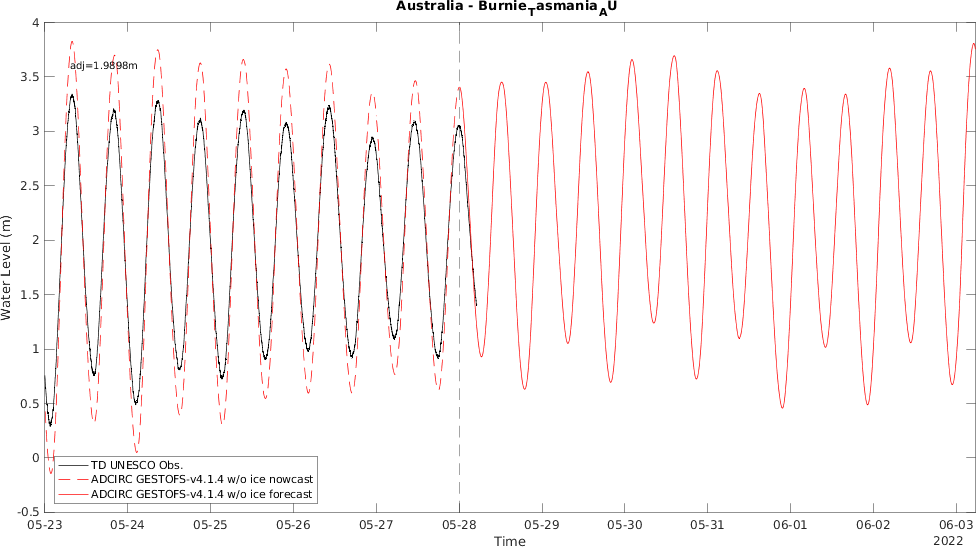 Australia - BurnieTasmaniaAU
4
3.5
3
2.5
2
1.5
1
0.5
0
-0.5
Water Level (m)
adj=1.9898m
TD UNESCO Obs.
ADCIRC GESTOFS-v4.1.4 w/o ice nowcast
ADCIRC GESTOFS-v4.1.4 w/o ice forecast
05-23 05-24 05-25 05-26 05-27 05-28 05-29 05-30 05-31 06-01 06-02 06-03
Time
2022